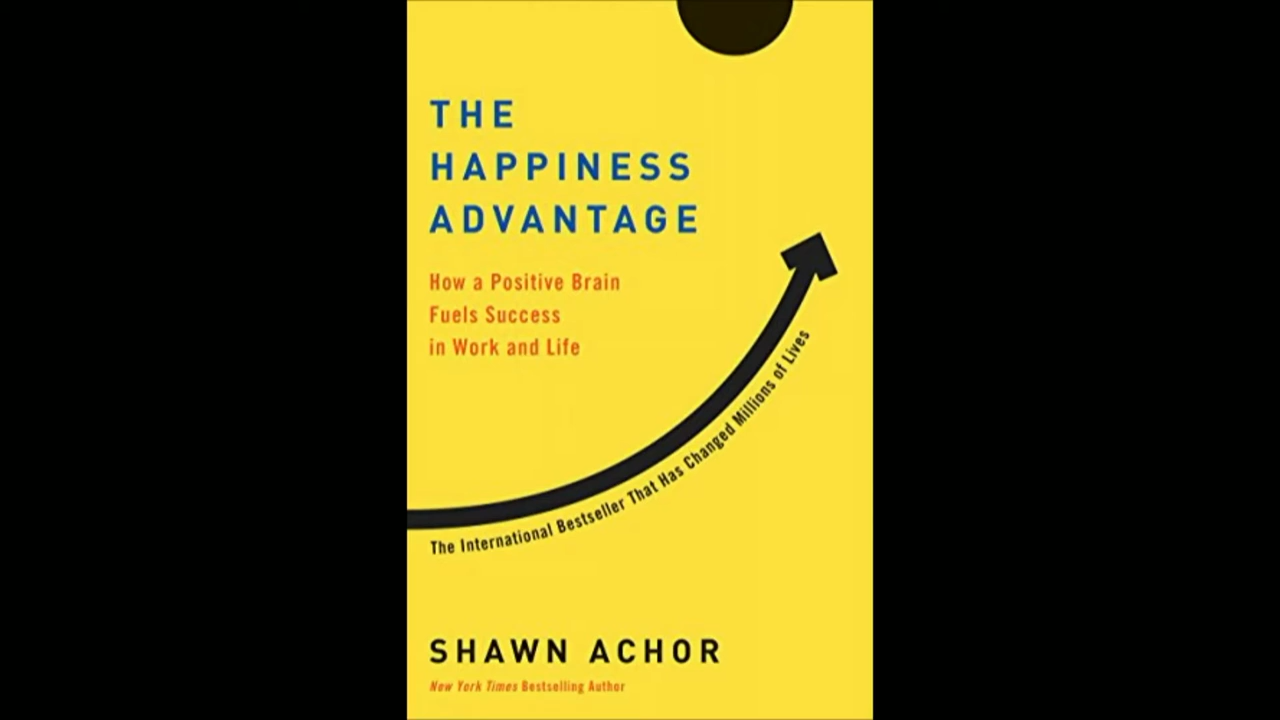 THE
HAPPINESS
ADVANTAGE
How a Positive Brain
Fuels Success
in Work and Life
The International Bestseller That Has Changed Millions of Lives
SHAWN ACHOR
New York Times Bestselling Author